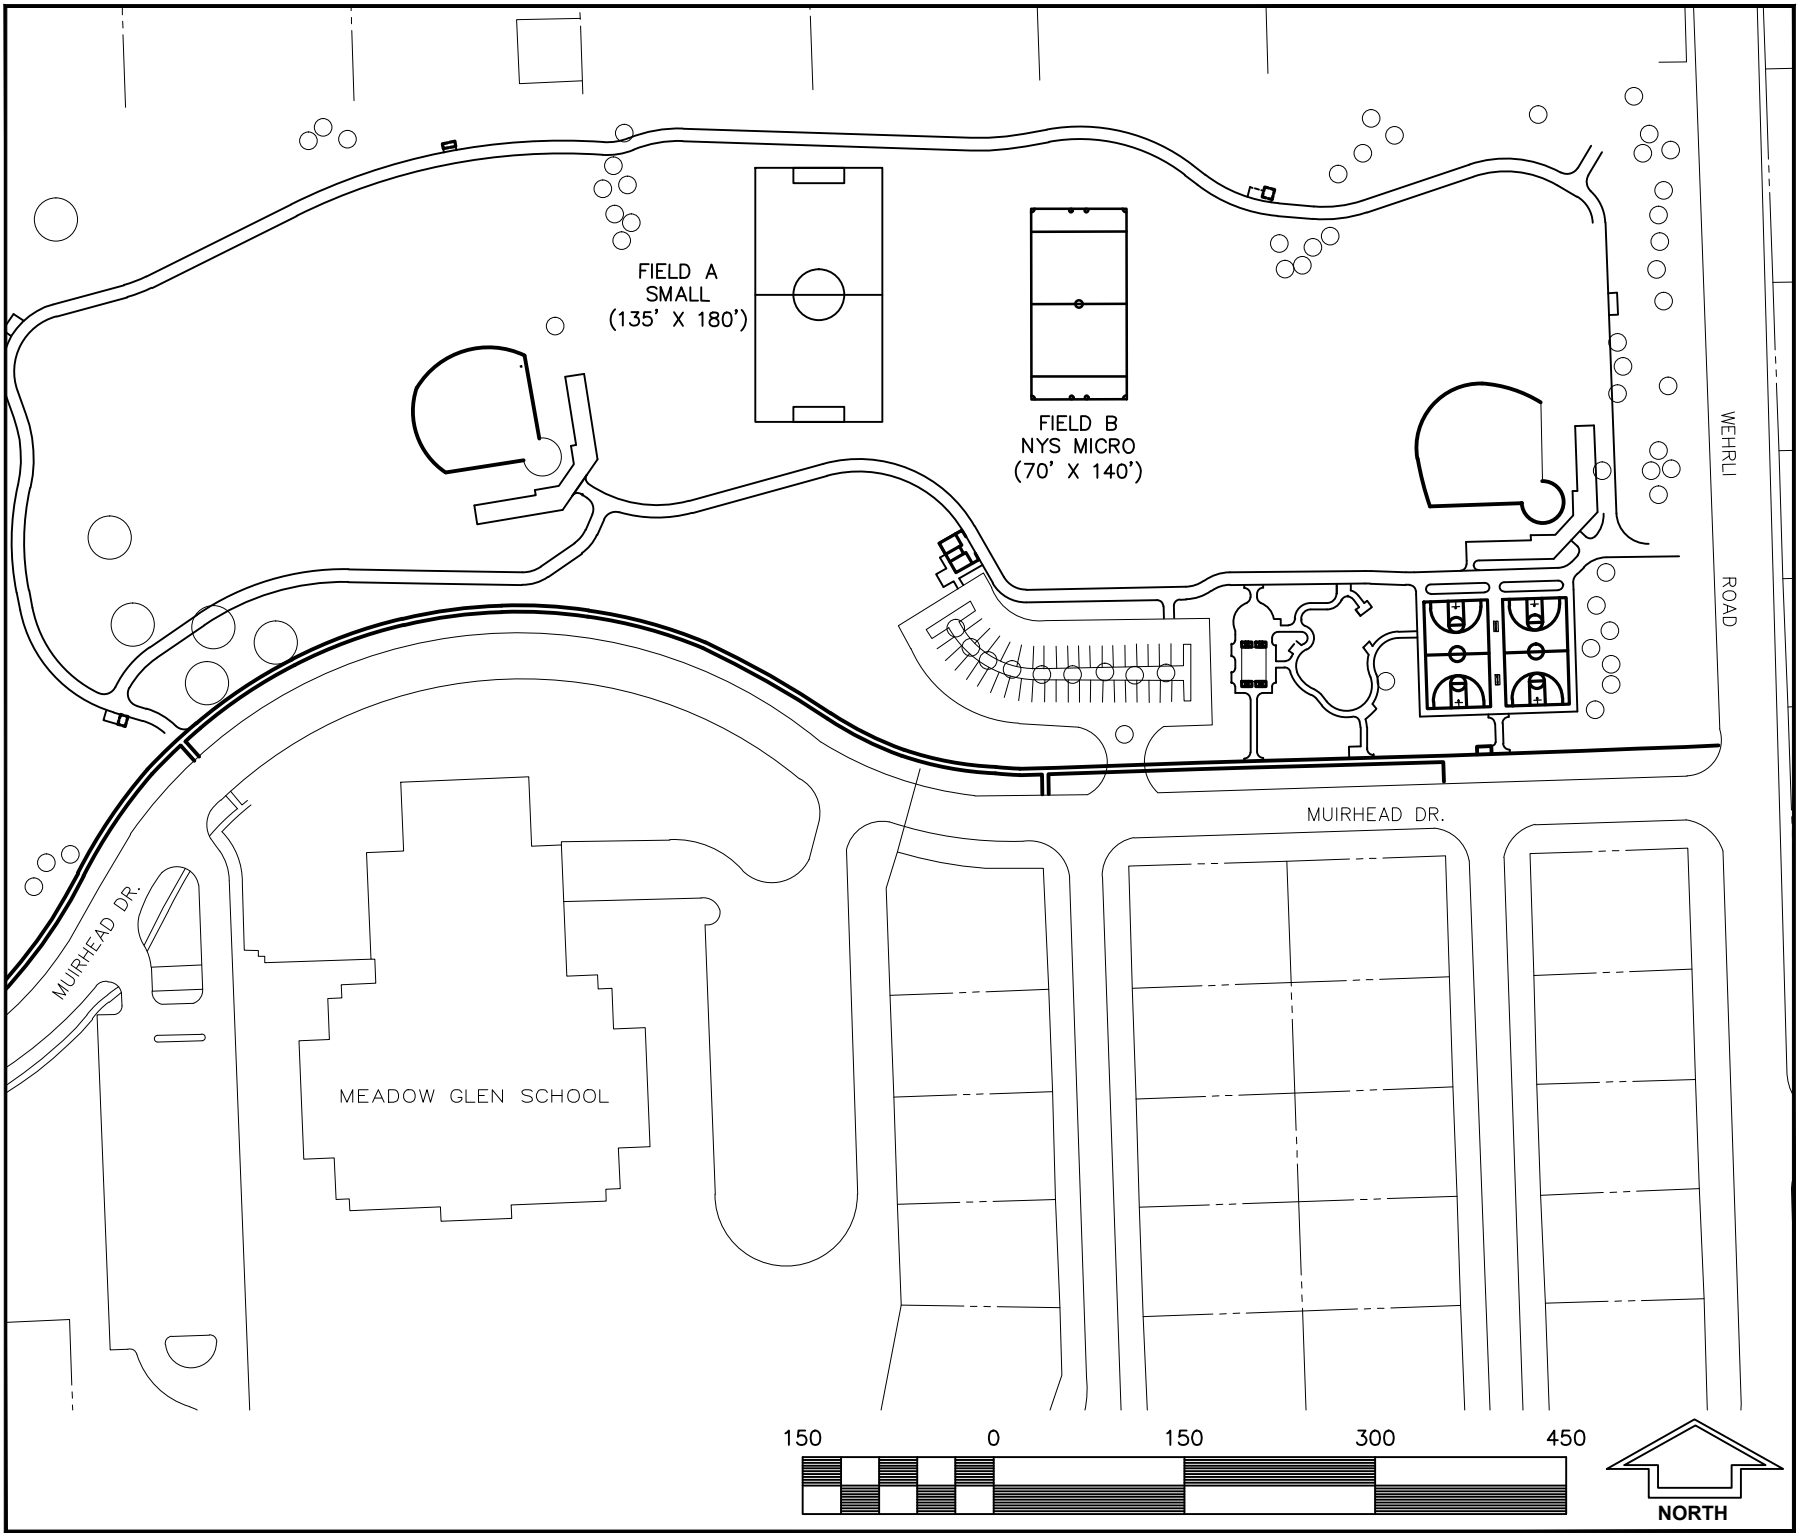 FIELD A
SMALL
(135' X 180')
FIELD B
NYS MICRO
(70' X 140')
WEHRLI ROAD
MUIRHEAD DR.
MUIRHEAD DR.
MEADOW GLEN SCHOOL
150 0 150 300 450
NORTH